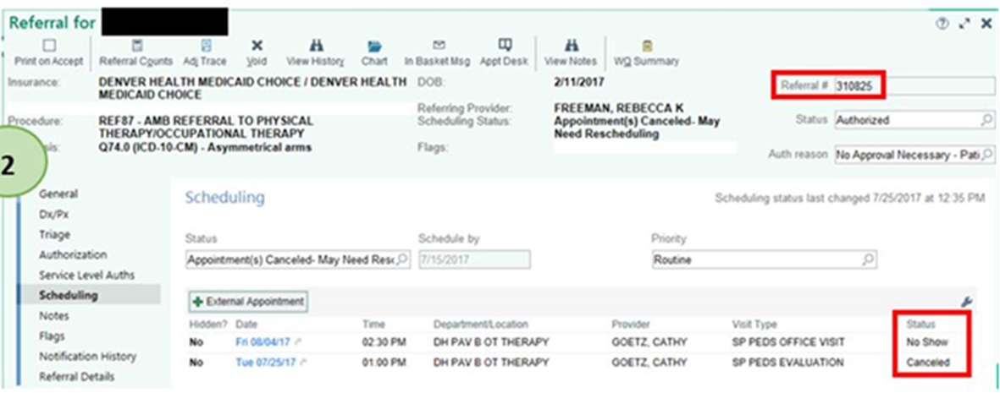 Referral for
Print on Accept Referral Counts Adj Trace Void View History Chart In Basket Msg Appt Desk View Notes WQ Summary
Insurance: DENVER HEALTH MEDICAID CHOICE / DENVER HEALTH MEDICAID CHOICE
DOB: 2/11/2017
Referral # 310825
Referring Provider: FREEMAN, REBECCA K
Procedure: REF87 - AMB REFERRAL TO PHYSICAL THERAPY/OCCUPATIONAL THERAPY
Scheduling Status: Appointment(s) Canceled- May Need Rescheduling
Status Authorized
sis: Q74.0 (ICD-10-CM) - Asymmetrical arms
Flags:
Auth reason No Approval Necessary - Pati
2
General
Dx/Px
Triage
Authorization
Service Level Auths
Scheduling
Notes
Flags
Notification History
Referral Details
Scheduling
Scheduling status last changed 7/25/2017 at 12:35 PM
Status Schedule by Priority
Appointment(s) Canceled- May Need Resc 7/15/2017 Routine
External Appointment
Hidden? Date Time Department/Location Provider Visit Type Status
No Fri 08/04/17 02:30 PM DH PAV B OT THERAPY GOETZ, CATHY SP PEDS OFFICE VISIT No Show
No Tue 07/25/17 01:00 PM DH PAV B OT THERAPY GOETZ, CATHY SP PEDS EVALUATION Canceled